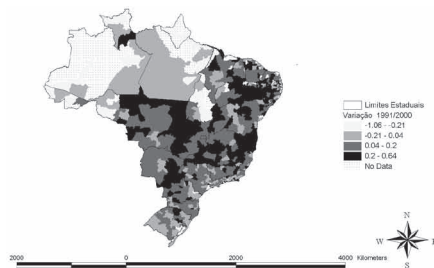 Limites Estaduais
Variação 1991/2000
-1.06 - -0.21
-0.21 - 0.04
0.04 - 0.2
0.2 - 0.64
No Data
N
W
E
S
2000 0 2000 4000 Kilometers